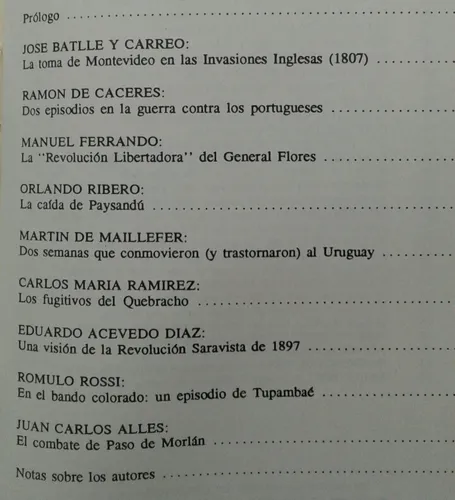 Prólogo ..................................................
JOSE BATLLE Y CARREO:
La toma de Montevideo en las Invasiones Inglesas (1807) ...........
RAMON DE CACERES:
Dos episodios en la guerra contra los portugueses ..................
MANUEL FERRANDO:
La "Revolución Libertadora" del General Flores ...................
ORLANDO RIBERO:
La caída de Paysandú ........................................
MARTIN DE MAILLEFER:
Dos semanas que conmovieron (y trastornaron) al Uruguay ..........
CARLOS MARIA RAMIREZ:
Los fugitivos del Quebracho ..................................
EDUARDO ACEVEDO DIAZ:
Una visión de la Revolución Saravista de 1897 .....................
ROMULO ROSSI:
En el bando colorado: un episodio de Tupambaé ...................
JUAN CARLOS ALLES:
El combate de Paso de Morlán ................................
Notas sobre los autores .......................................